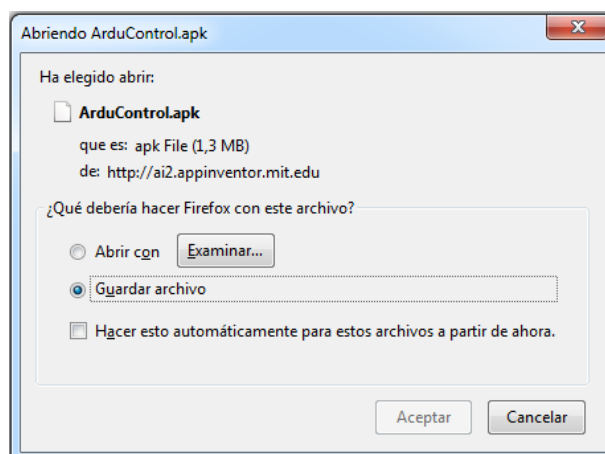 Abriendo ArduControl.apk
Ha elegido abrir:
ArduControl.apk
que es: apk File (1,3 MB)
de: http://ai2.appinventor.mit.edu
¿Qué debería hacer Firefox con este archivo?
Abrir con Examinar...
Guardar archivo
Hacer esto automáticamente para estos archivos a partir de ahora.
Aceptar Cancelar